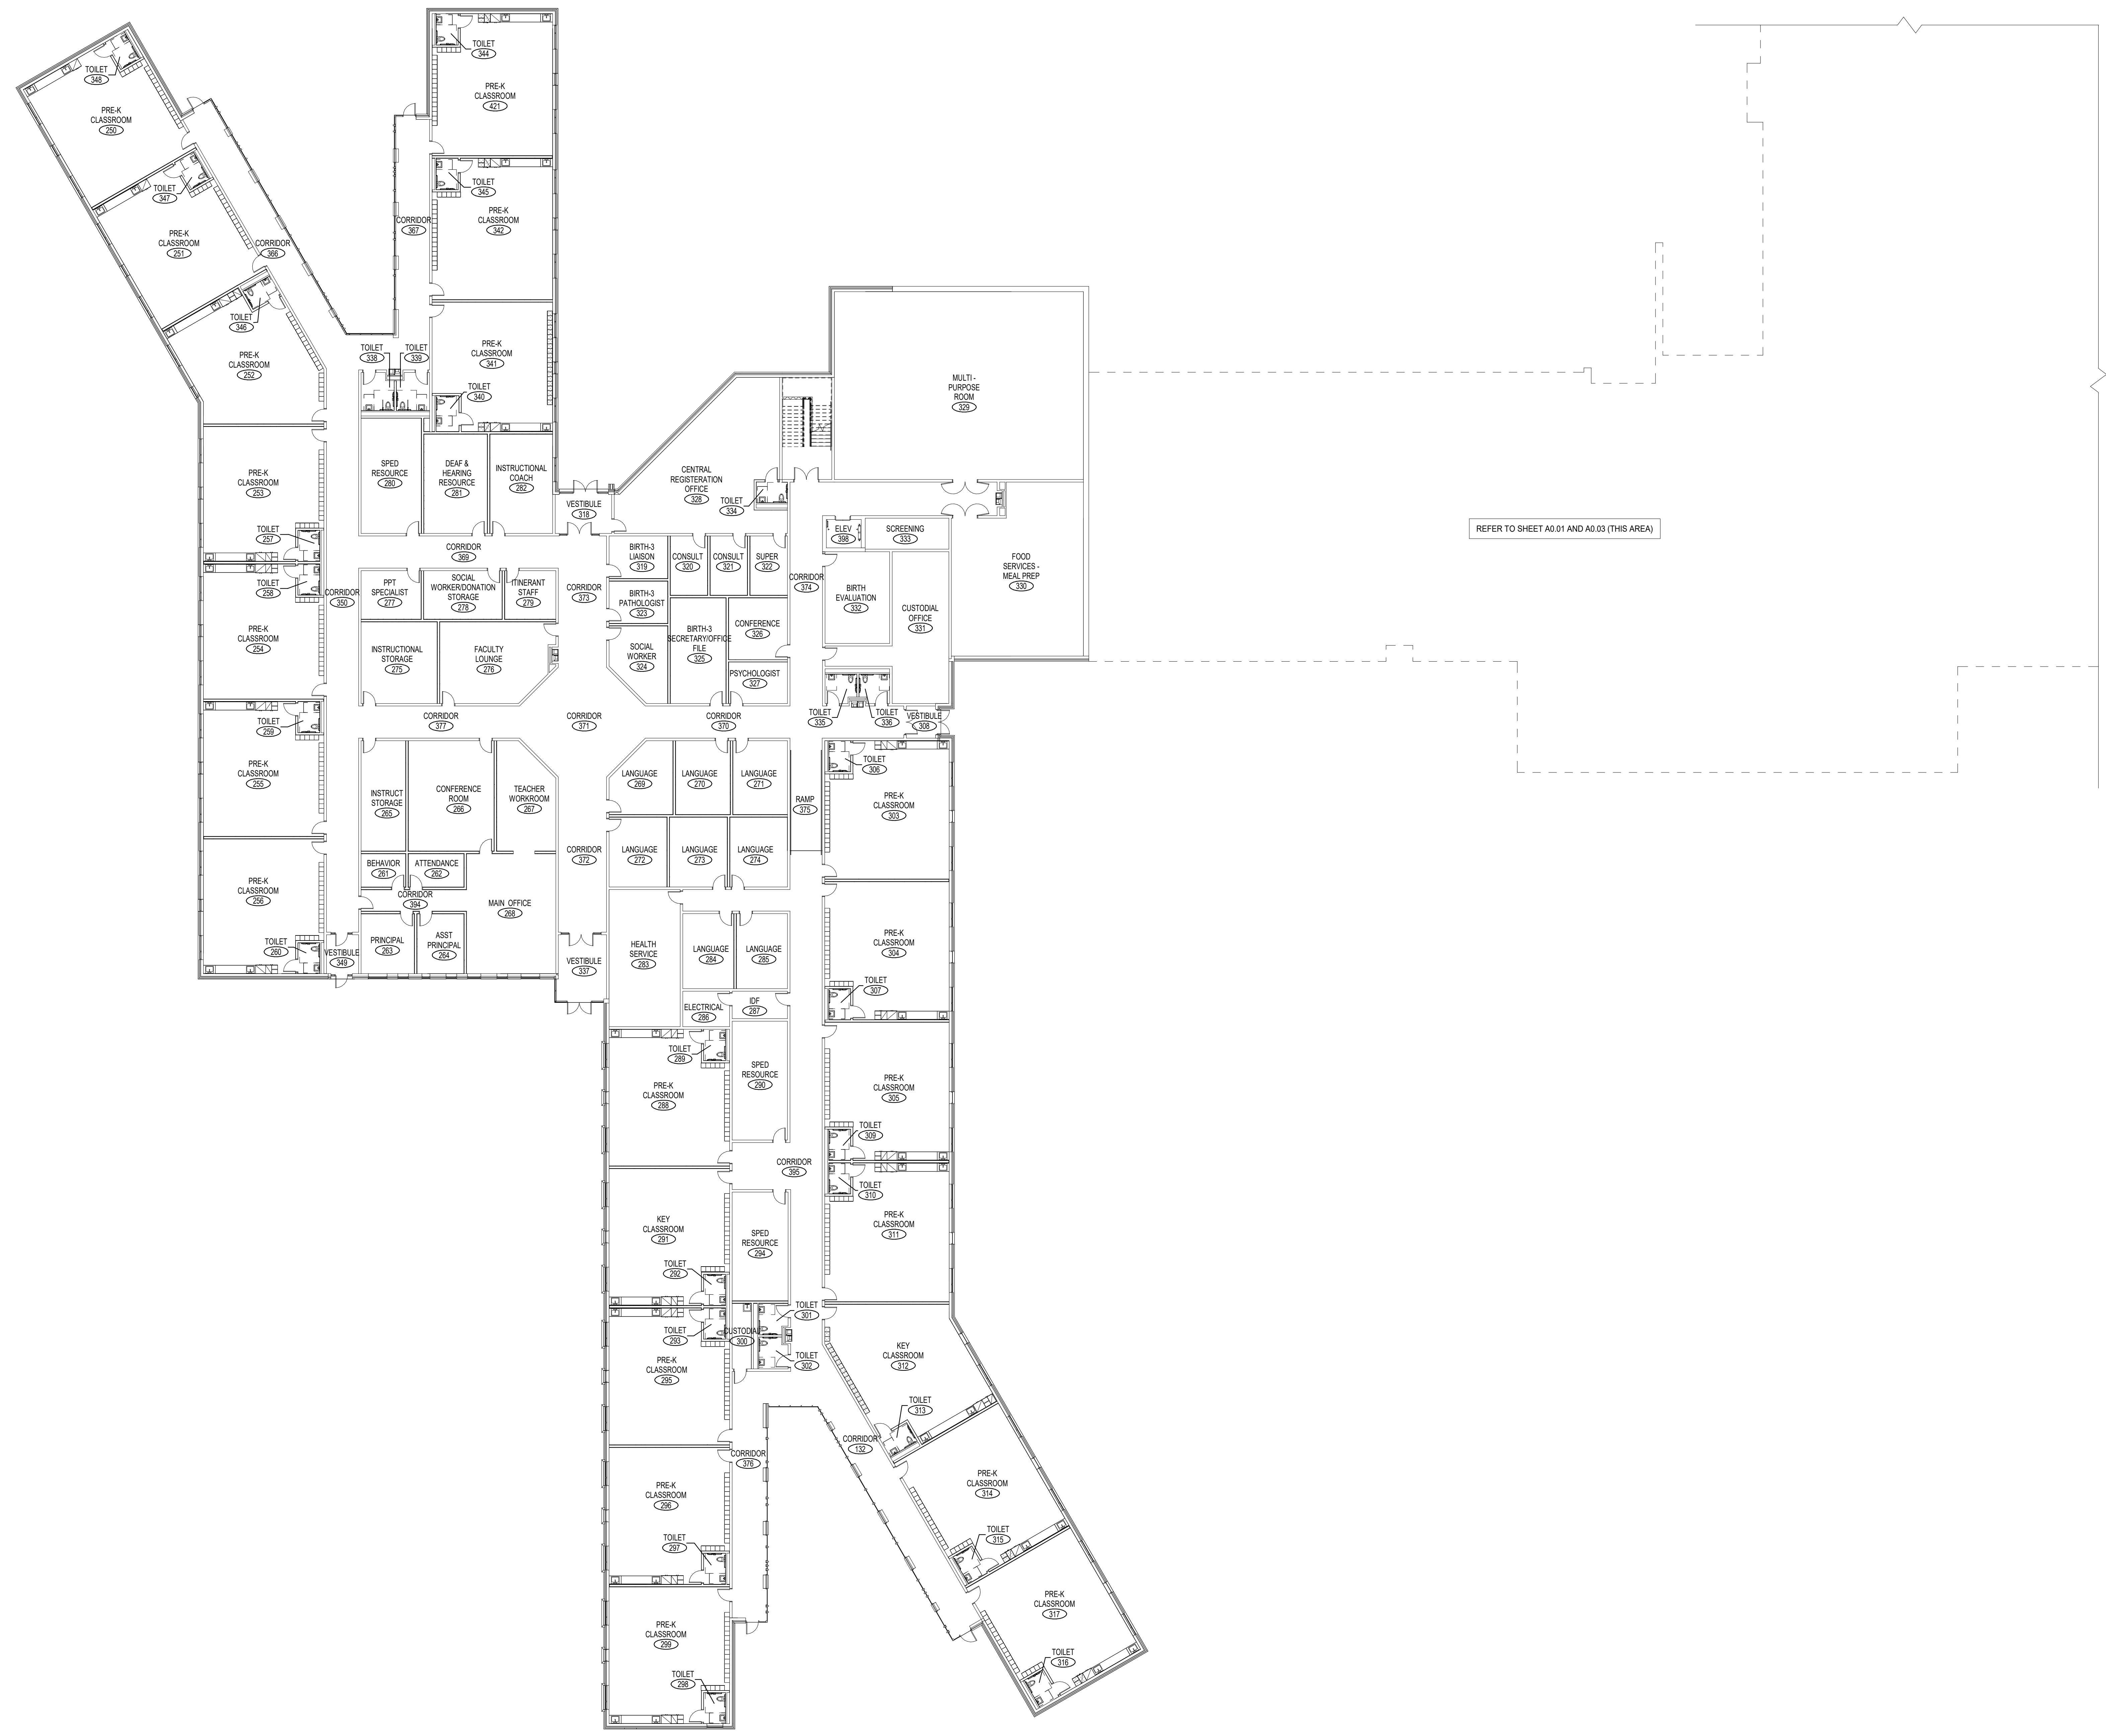 TOILET
344
TOILET
348
PRE-K
CLASSROOM
421
PRE-K
CLASSROOM
250
TOILET
345
TOILET
347
PRE-K
CLASSROOM
342
CORRIDOR
367
PRE-K
CLASSROOM
251
CORRIDOR
366
TOILET
346
PRE-K
CLASSROOM
252
TOILET
338
TOILET
339
PRE-K
CLASSROOM
341
TOILET
340
MULTI -
PURPOSE
ROOM
329
PRE-K
CLASSROOM
253
SPED
RESOURCE
280
DEAF &
HEARING
RESOURCE
281
INSTRUCTIONAL
COACH
282
CENTRAL
REGISTERATION
OFFICE
328
TOILET
334
VESTIBULE
318
TOILET
257
ELEV
398
SCREENING
333
REFER TO SHEET A0.01 AND A0.03 (THIS AREA)
CORRIDOR
369
BIRTH-3
LIAISON
319
CONSULT
320
CONSULT
321
SUPER
322
FOOD
SERVICES -
MEAL PREP
330
TOILET
258
CORRIDOR
350
PPT
SPECIALIST
277
SOCIAL
WORKER/DONATION
STORAGE
278
ITINERANT
STAFF
279
CORRIDOR
373
BIRTH-3
PATHOLOGIST
323
CORRIDOR
374
BIRTH
EVALUATION
332
CUSTODIAL
OFFICE
331
PRE-K
CLASSROOM
254
INSTRUCTIONAL
STORAGE
275
FACULTY
LOUNGE
276
SOCIAL
WORKER
324
BIRTH-3
SECRETARY/OFFICE
FILE
325
CONFERENCE
326
PSYCHOLOGIST
327
TOILET
259
CORRIDOR
377
CORRIDOR
371
CORRIDOR
370
TOILET
335
TOILET
336
VESTIBULE
308
PRE-K
CLASSROOM
255
INSTRUCT
STORAGE
265
CONFERENCE
ROOM
266
TEACHER
WORKROOM
267
LANGUAGE
269
LANGUAGE
270
LANGUAGE
271
RAMP
375
TOILET
306
PRE-K
CLASSROOM
303
BEHAVIOR
261
ATTENDANCE
262
CORRIDOR
372
LANGUAGE
272
LANGUAGE
273
LANGUAGE
274
PRE-K
CLASSROOM
256
CORRIDOR
394
MAIN OFFICE
268
TOILET
260
VESTIBULE
349
PRINCIPAL
263
ASST
PRINCIPAL
264
VESTIBULE
337
HEALTH
SERVICE
283
LANGUAGE
284
LANGUAGE
285
PRE-K
CLASSROOM
304
TOILET
307
ELECTRICAL
286
IDF
287
TOILET
289
PRE-K
CLASSROOM
288
SPED
RESOURCE
290
PRE-K
CLASSROOM
305
TOILET
309
CORRIDOR
395
TOILET
310
KEY
CLASSROOM
291
SPED
RESOURCE
294
PRE-K
CLASSROOM
311
TOILET
292
TOILET
293
CUSTODIAL
300
TOILET
301
TOILET
302
KEY
CLASSROOM
312
PRE-K
CLASSROOM
295
TOILET
313
CORRIDOR
376
CORRIDOR
132
PRE-K
CLASSROOM
296
PRE-K
CLASSROOM
314
TOILET
297
TOILET
315
PRE-K
CLASSROOM
299
PRE-K
CLASSROOM
317
TOILET
298
TOILET
316